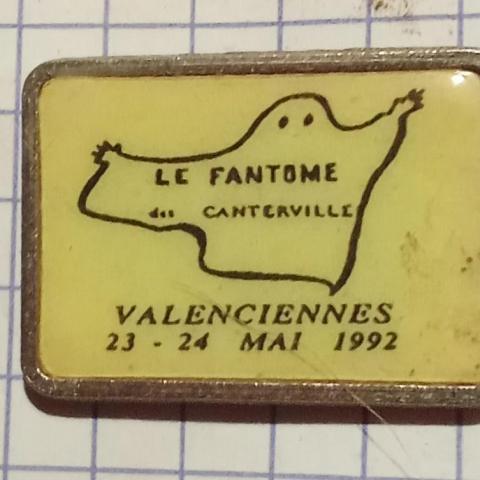 LE FANTOME
des CANTERVILLE
VALENCIENNES
23 - 24 MAI 1992